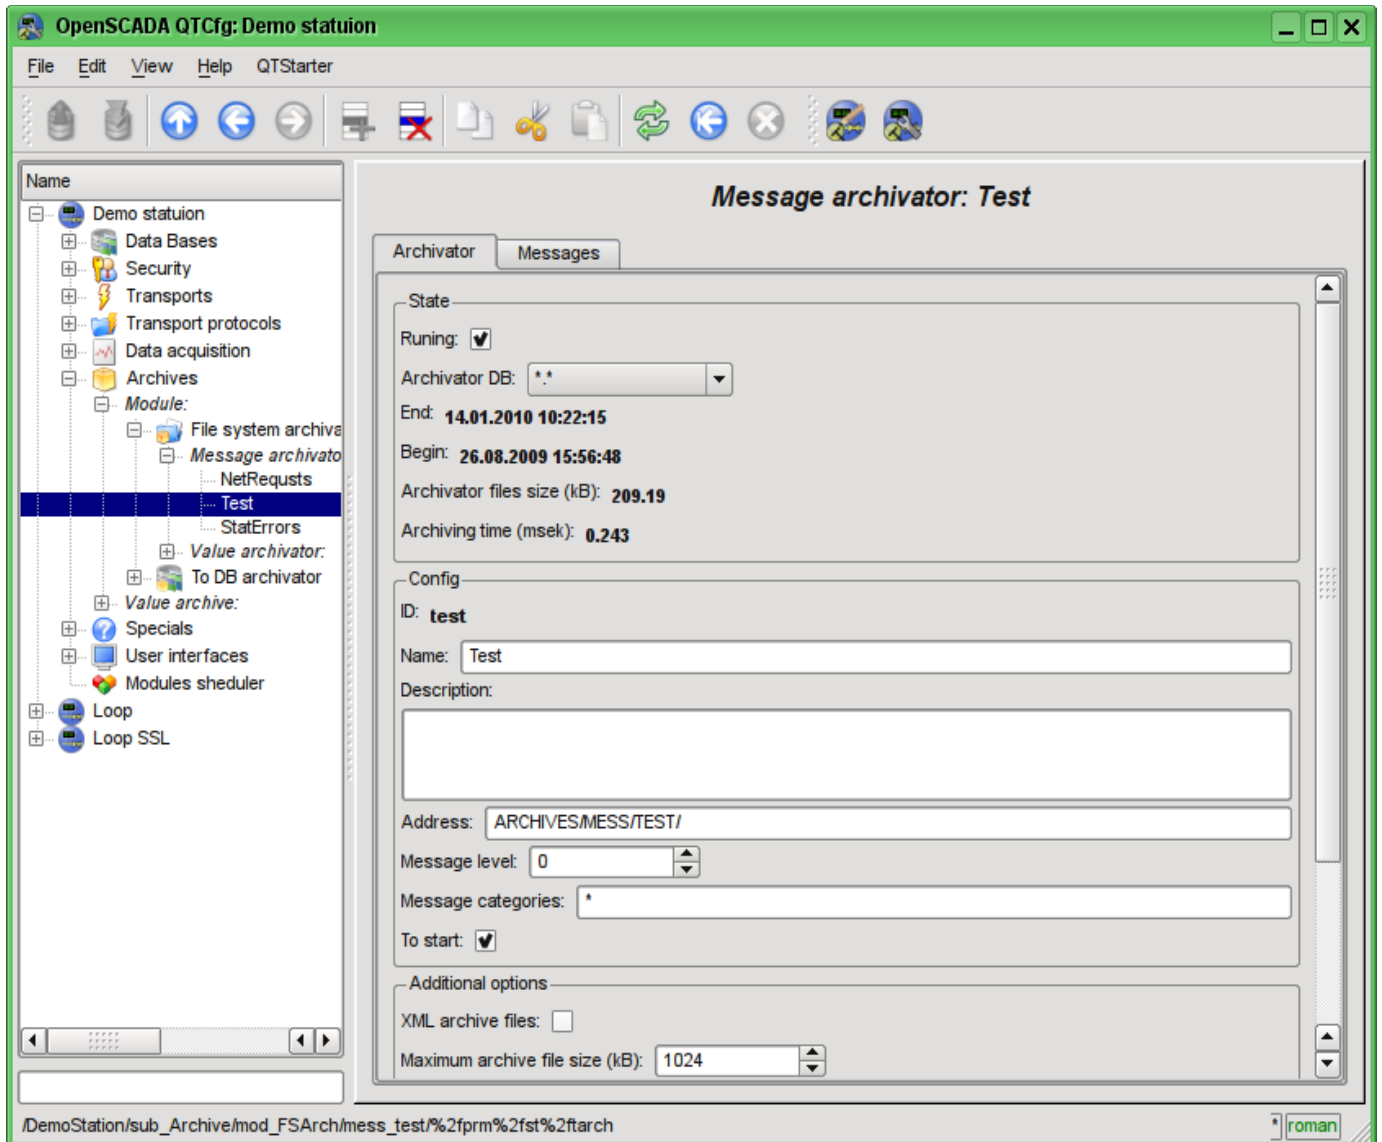 OpenSCADA QTCfg: Demo statuion
File Edit View Help QTStarter
Name
Demo statuion
Data Bases
Security
Transports
Transport protocols
Data acquisition
Archives
Module:
File system archiva
Message archivato
NetRequsts
Test
StatErrors
Value archivator:
To DB archivator
Value archive:
Specials
User interfaces
Modules sheduler
Loop
Loop SSL
Message archivator: Test
Archivator Messages
State
Runing:
Archivator DB: *.*
End: 14.01.2010 10:22:15
Begin: 26.08.2009 15:56:48
Archivator files size (kB): 209.19
Archiving time (msek): 0.243
Config
ID: test
Name: Test
Description:
Address: ARCHIVES/MESS/TEST/
Message level: 0
Message categories: *
To start:
Additional options
XML archive files:
Maximum archive file size (kB): 1024
/DemoStation/sub_Archive/mod_FSArch/mess_test/%2fprm%2fst%2ftarch
* roman